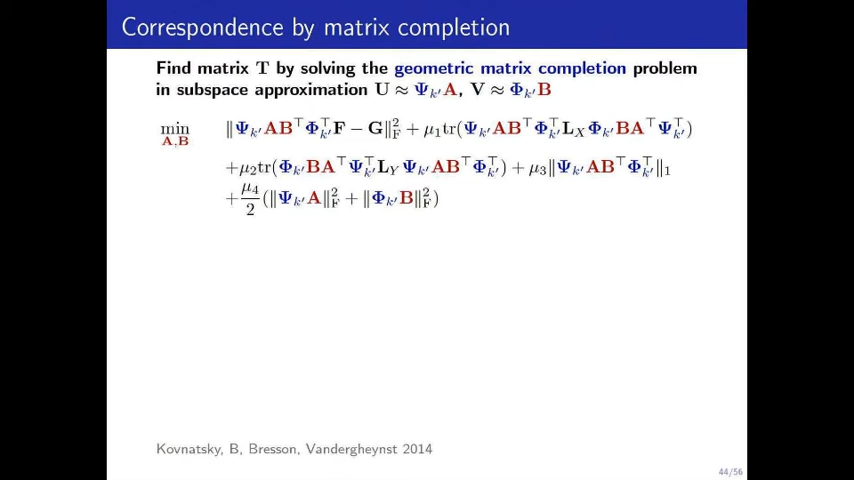 Correspondence by matrix completion
Find matrix T by solving the geometric matrix completion problem
in subspace approximation U ≈ Ψ_{k′}A, V ≈ Φ_{k′}B
min_{A,B} ‖Ψ_{k′}AB^⊤Φ_{k′}^⊤F − G‖_F^2 + μ_1tr(Ψ_{k′}AB^⊤Φ_{k′}^⊤L_XΦ_{k′}BA^⊤Ψ_{k′}^⊤)
+μ_2tr(Φ_{k′}BA^⊤Ψ_{k′}^⊤L_YΨ_{k′}AB^⊤Φ_{k′}^⊤) + μ_3‖Ψ_{k′}AB^⊤Φ_{k′}^⊤‖_1
+μ_4/2(‖Ψ_{k′}A‖_F^2 + ‖Φ_{k′}B‖_F^2)
Kovnatsky, B, Bresson, Vandergheynst 2014
44/56